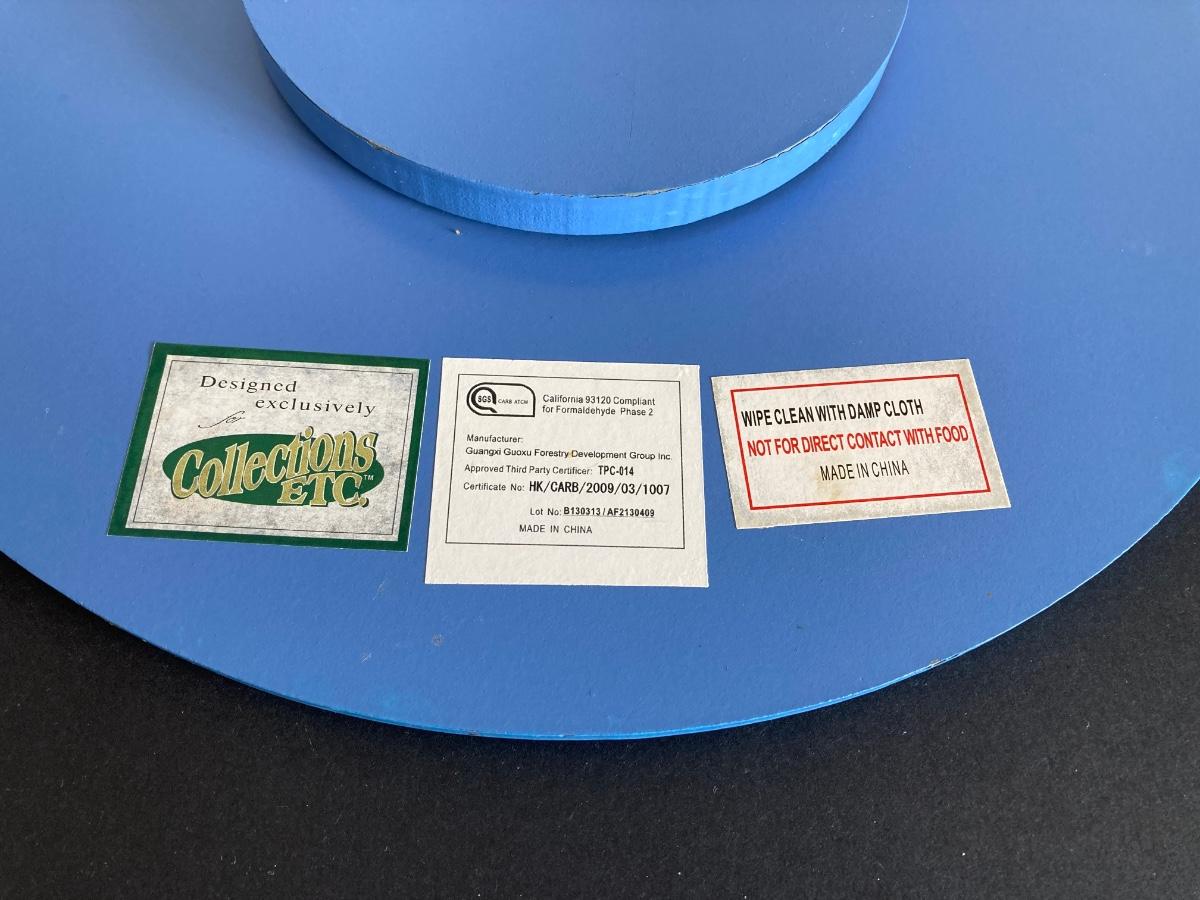 Designed
exclusively
for
Collections
ETC.™
SGS CARB ATCM
California 93120 Compliant
for Formaldehyde Phase 2
Manufacturer:
Guangxi Guoxu Forestry Development Group Inc.
Approved Third Party Certificer: TPC-014
Certificate No: HK/CARB/2009/03/1007
Lot No: B130313/AF2130409
MADE IN CHINA
WIPE CLEAN WITH DAMP CLOTH
NOT FOR DIRECT CONTACT WITH FOOD
MADE IN CHINA